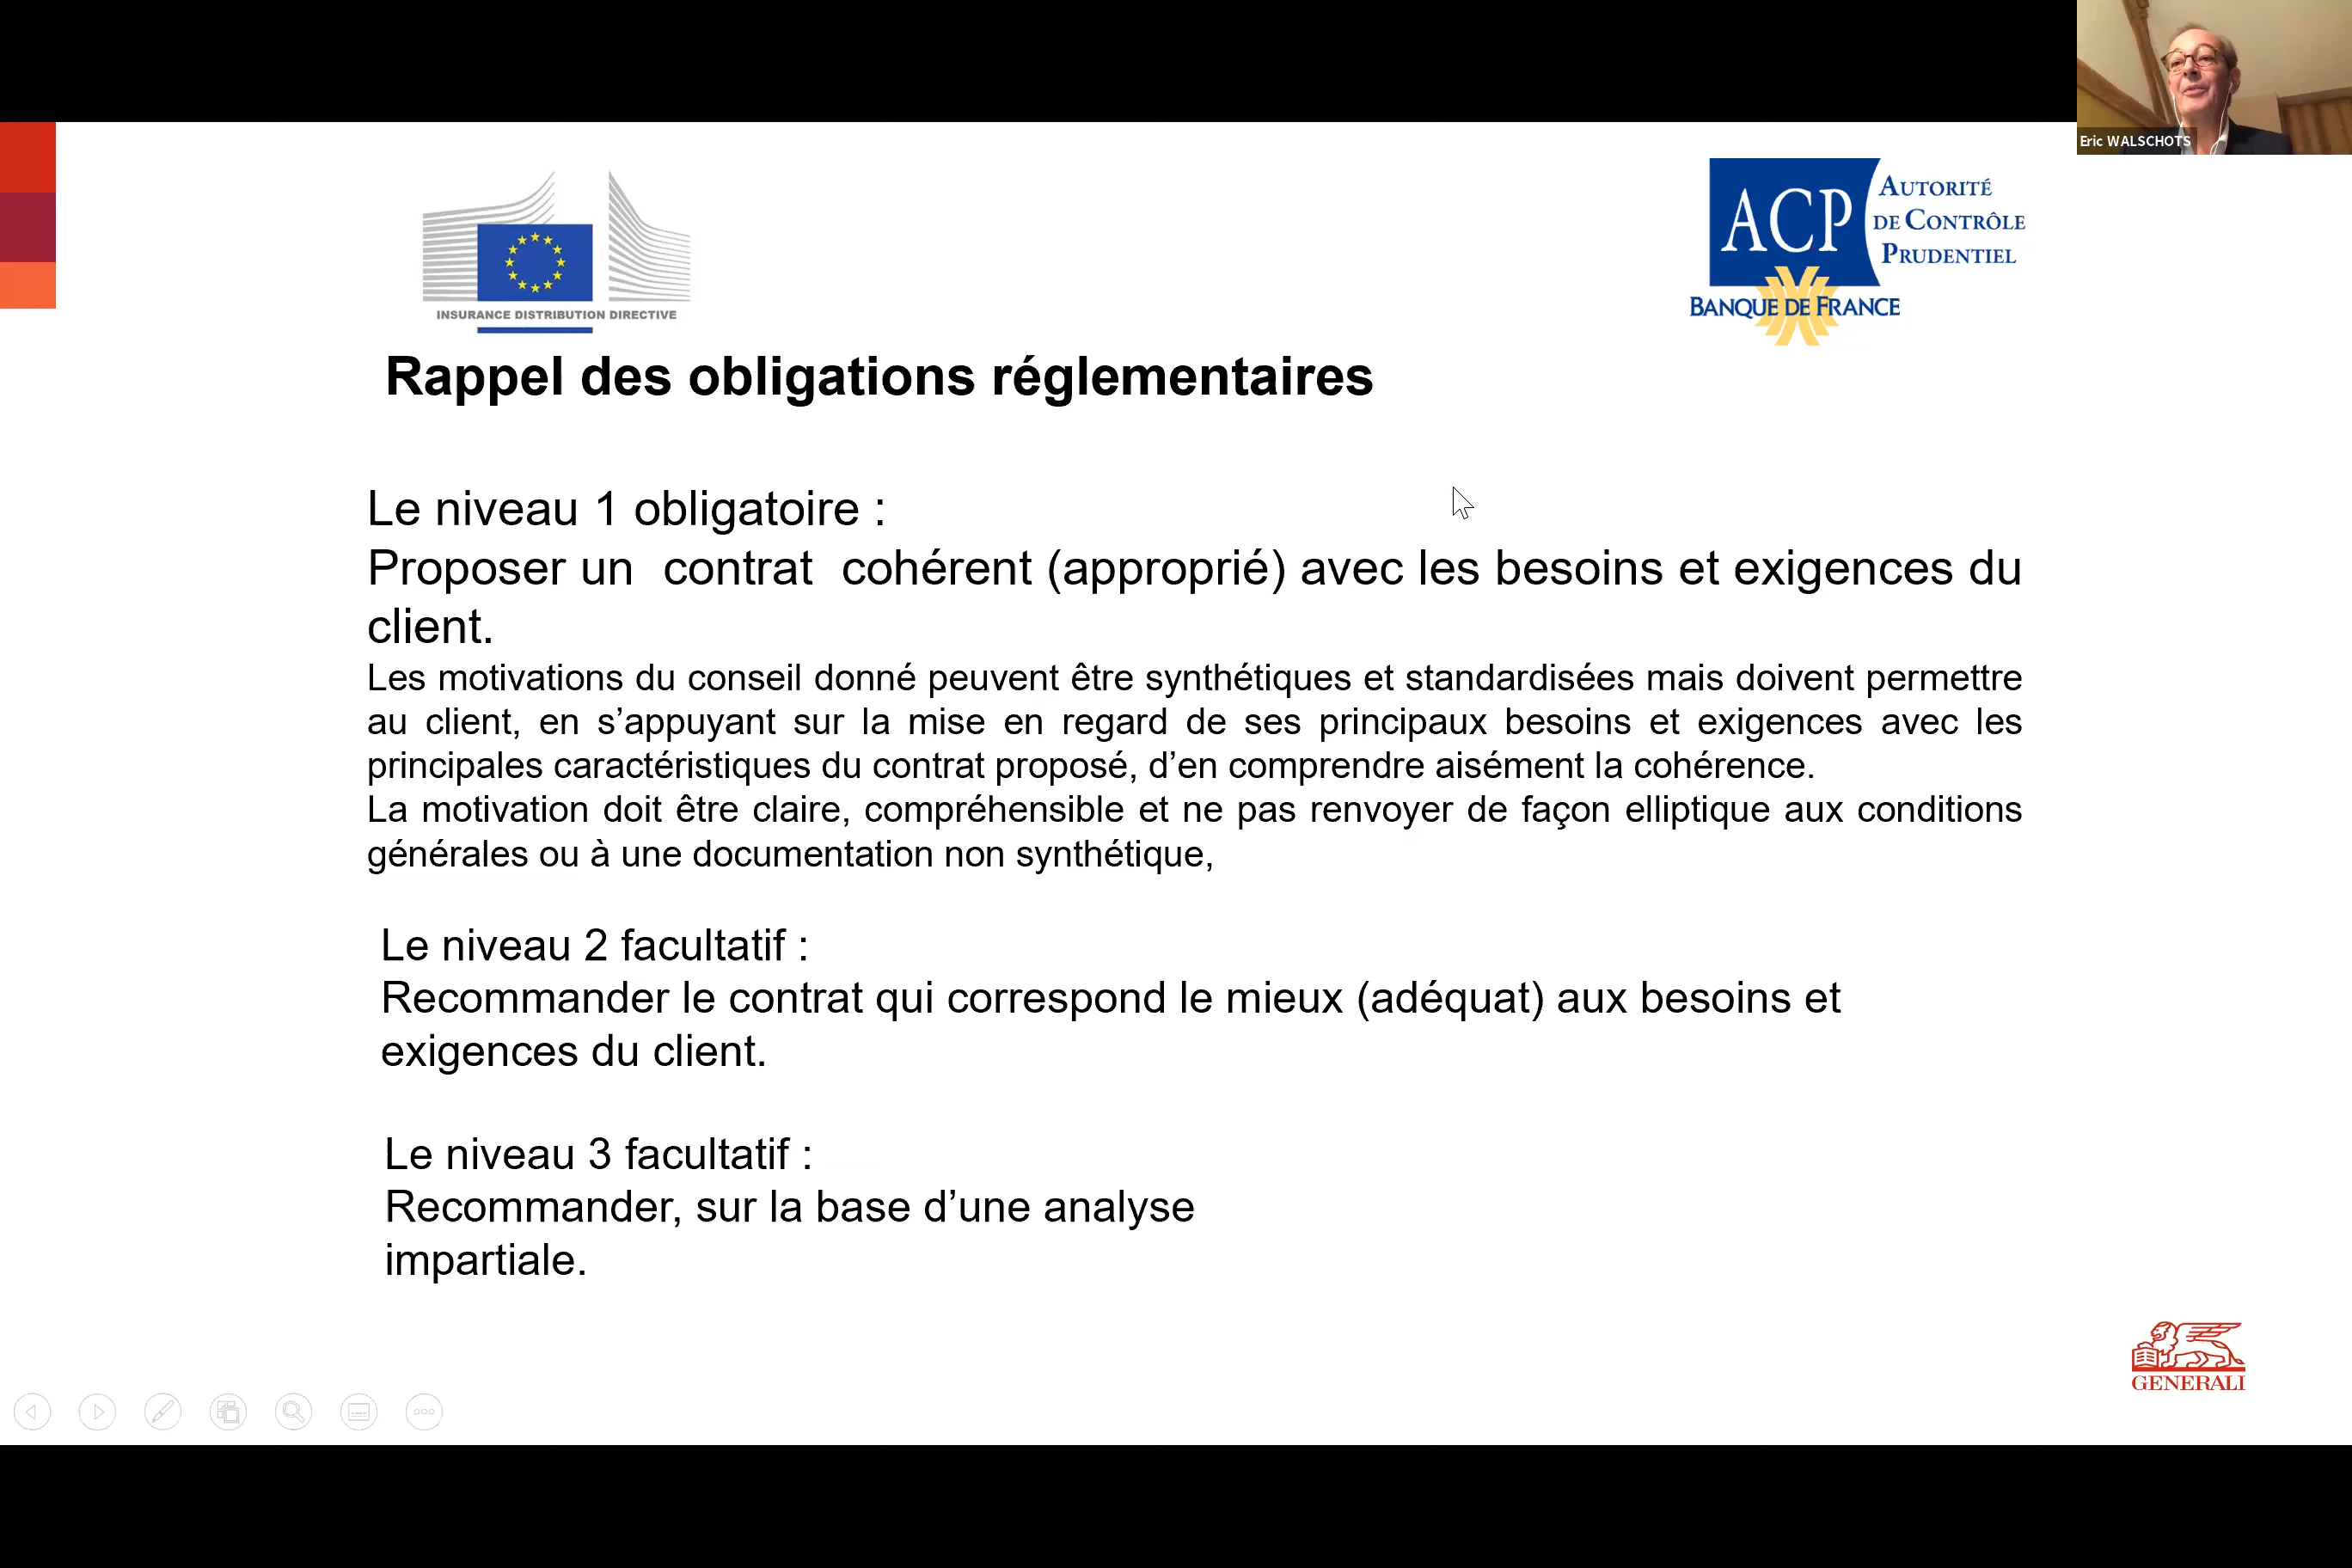 Eric WALSCHOTS
INSURANCE DISTRIBUTION DIRECTIVE
ACP
AUTORITÉ
DE CONTRÔLE
PRUDENTIEL
BANQUE DE FRANCE
Rappel des obligations réglementaires
Le niveau 1 obligatoire :
Proposer un contrat cohérent (approprié) avec les besoins et exigences du
client.
Les motivations du conseil donné peuvent être synthétiques et standardisées mais doivent permettre
au client, en s’appuyant sur la mise en regard de ses principaux besoins et exigences avec les
principales caractéristiques du contrat proposé, d’en comprendre aisément la cohérence.
La motivation doit être claire, compréhensible et ne pas renvoyer de façon elliptique aux conditions
générales ou à une documentation non synthétique,
Le niveau 2 facultatif :
Recommander le contrat qui correspond le mieux (adéquat) aux besoins et
exigences du client.
Le niveau 3 facultatif :
Recommander, sur la base d’une analyse
impartiale.
GENERALI